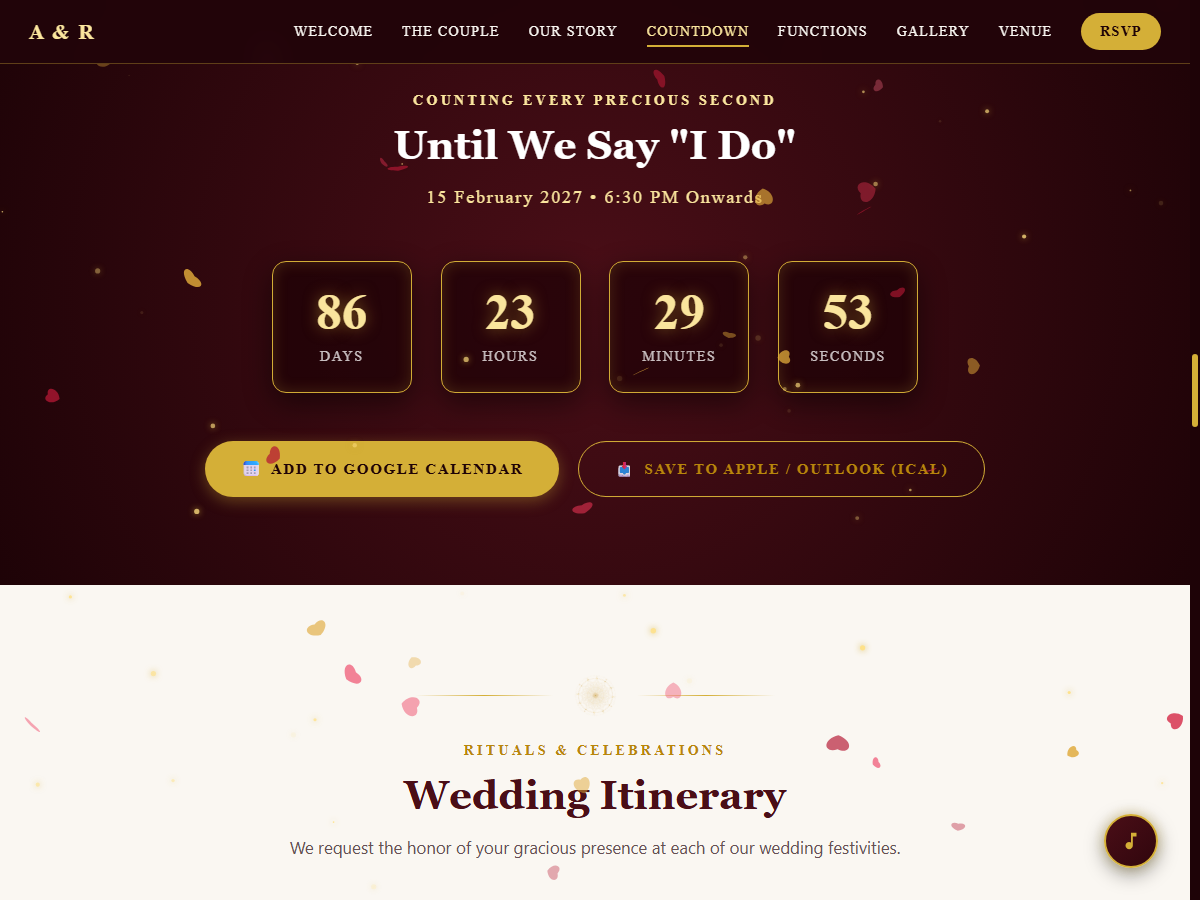 A & R
WELCOME THE COUPLE OUR STORY COUNTDOWN FUNCTIONS GALLERY VENUE RSVP
COUNTING EVERY PRECIOUS SECOND
Until We Say "I Do"
15 February 2027 • 6:30 PM Onwards
86 23 29 53
DAYS HOURS MINUTES SECONDS
ADD TO GOOGLE CALENDAR SAVE TO APPLE / OUTLOOK (ICAL)
RITUALS & CELEBRATIONS
Wedding Itinerary
We request the honor of your gracious presence at each of our wedding festivities.